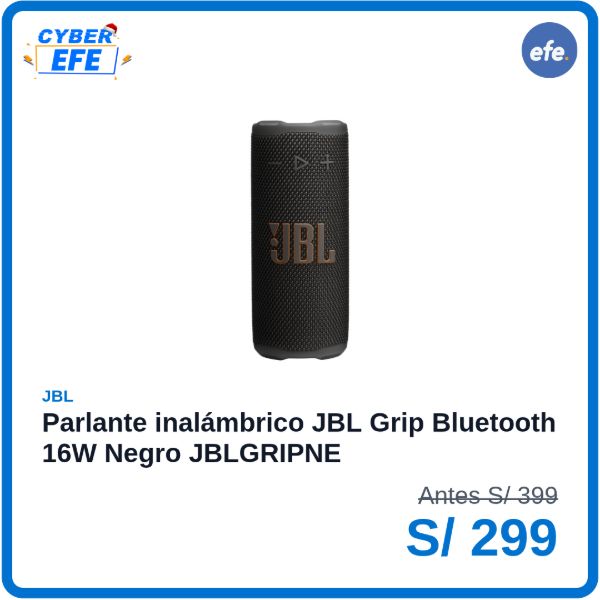 CYBER
EFE
efe.
JBL
JBL
Parlante inalámbrico JBL Grip Bluetooth
16W Negro JBLGRIPNE
Antes S/ 399
S/ 299